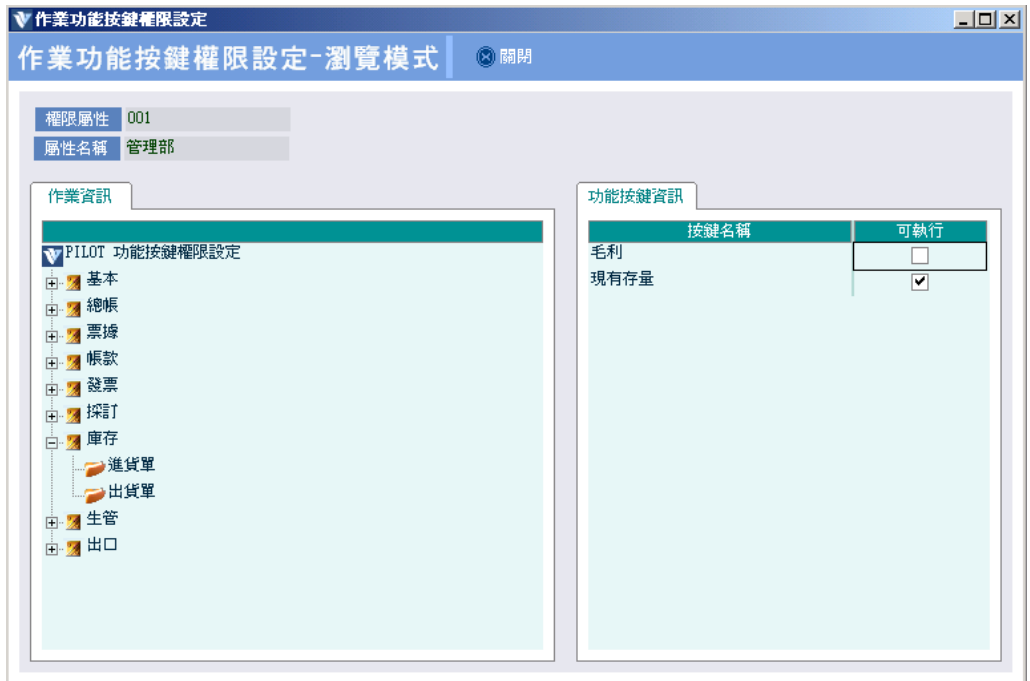 作業功能按鍵權限設定
作業功能按鍵權限設定-瀏覽模式
關閉
權限屬性 001
屬性名稱 管理部
作業資訊
PILOT 功能按鍵權限設定
基本
總帳
票據
帳款
發票
採訂
庫存
進貨單
出貨單
生管
出口
功能按鍵資訊
按鍵名稱 可執行
毛利
現有存量